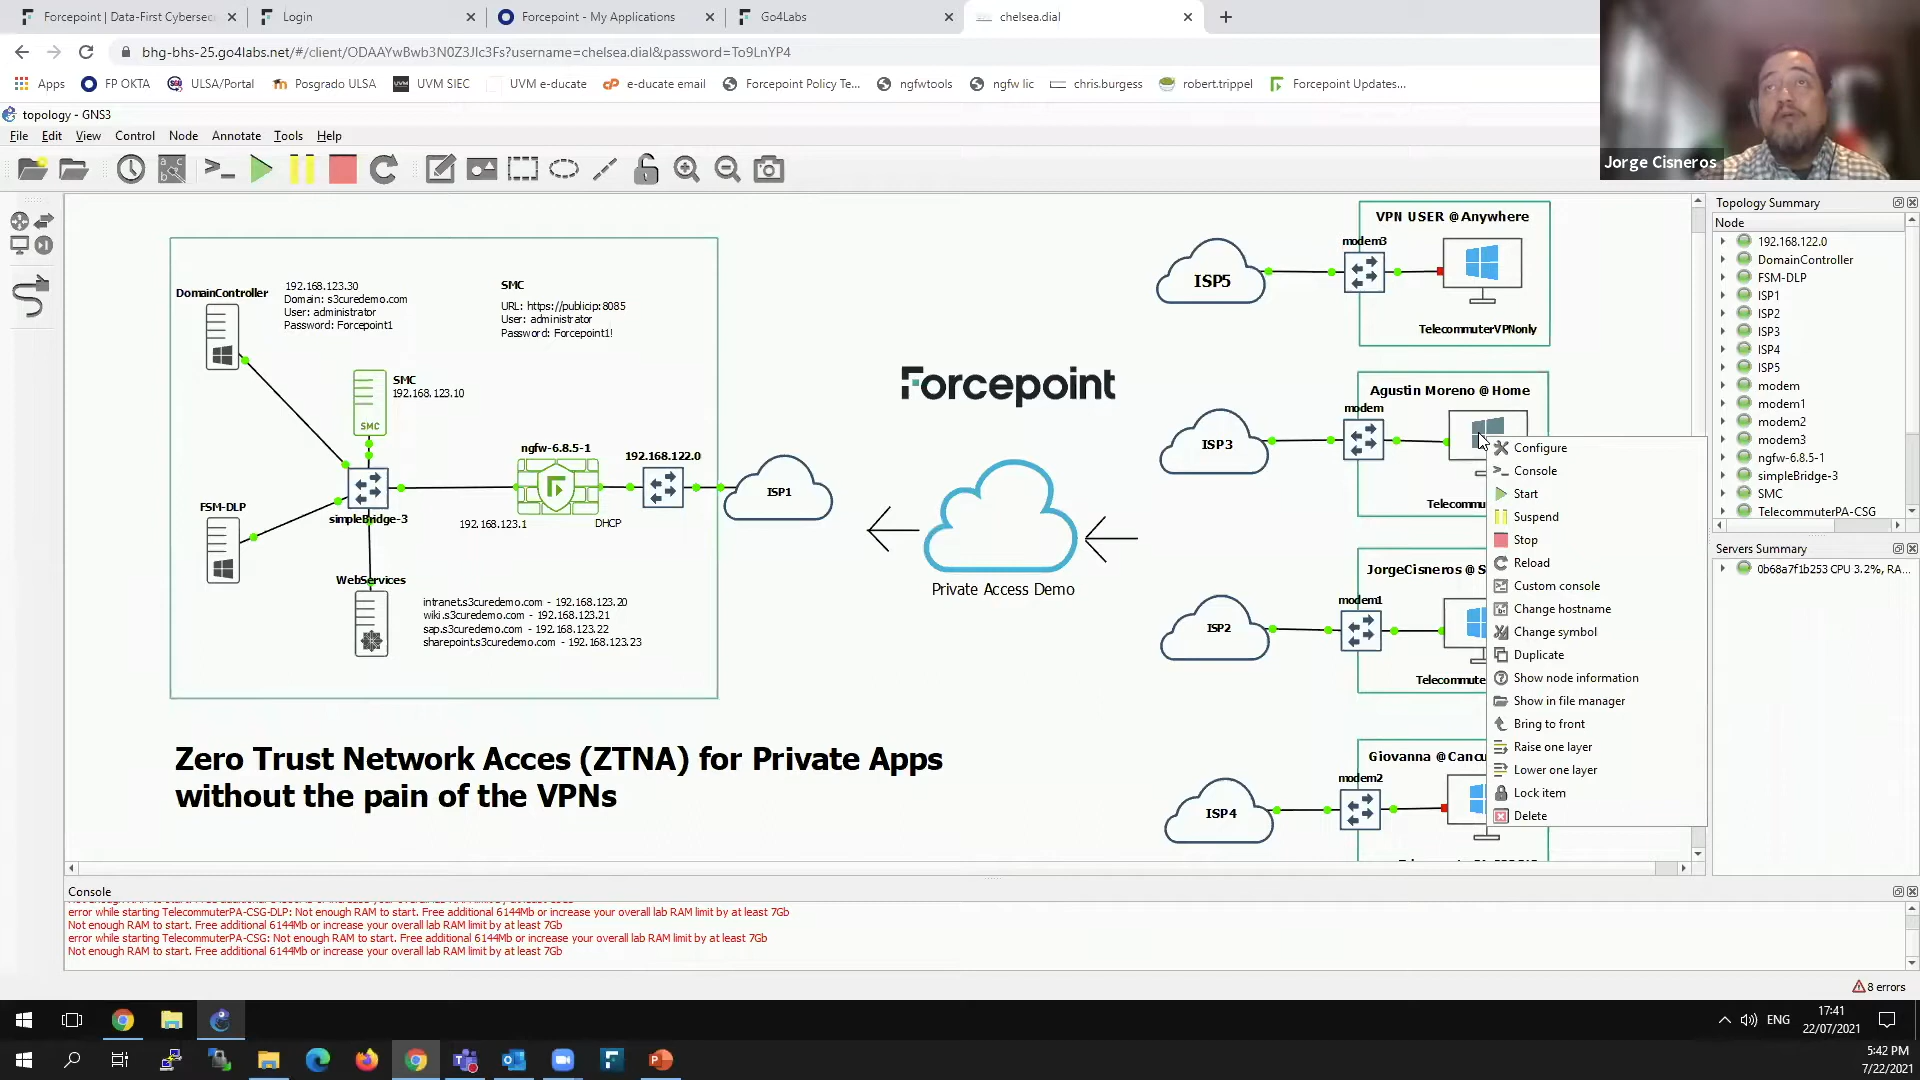 Forcepoint | Data-First Cybersec
Login
Forcepoint - My Applications
Go4Labs
chelsea.dial
bhg-bhs-25.go4labs.net/#/client/ODAAYwBwb3N0Z3Jlc3Fs?username=chelsea.dial&password=To9LnYP4
Apps
FP OKTA
ULSA/Portal
Posgrado ULSA
UVM SIEC
UVM e-ducate
e-ducate email
Forcepoint Policy Te...
ngfwtools
ngfw lic
chris.burgess
robert.trippel
Forcepoint Updates...
Jorge Cisneros
topology - GNS3
File Edit View Control Node Annotate Tools Help
DomainController
192.168.123.30
Domain: s3curedemo.com
User: administrator
Password: Forcepoint1
SMC
URL: https://publicip:8085
User: administrator
Password: Forcepoint1!
SMC
192.168.123.10
SMC
ngfw-6.8.5-1
192.168.122.0
ISP1
FSM-DLP
simpleBridge-3
192.168.123.1
DHCP
WebServices
intranet.s3curedemo.com - 192.168.123.20
wiki.s3curedemo.com - 192.168.123.21
sap.s3curedemo.com - 192.168.123.22
sharepoint.s3curedemo.com - 192.168.123.23
Zero Trust Network Acces (ZTNA) for Private Apps
without the pain of the VPNs
Forcepoint
Private Access Demo
VPN USER @Anywhere
modem3
ISP5
TelecommuterVPNonly
Agustin Moreno @Home
modem
ISP3
Telecommu
JorgeCisneros @ S
modem1
ISP2
Telecommute
Giovanna @Cancu
modem2
ISP4
Configure
Console
Start
Suspend
Stop
Reload
Custom console
Change hostname
Change symbol
Duplicate
Show node information
Show in file manager
Bring to front
Raise one layer
Lower one layer
Lock item
Delete
Topology Summary
Node
192.168.122.0
DomainController
FSM-DLP
ISP1
ISP2
ISP3
ISP4
ISP5
modem
modem1
modem2
modem3
ngfw-6.8.5-1
simpleBridge-3
SMC
TelecommuterPA-CSG
Servers Summary
0b68a7f1b253 CPU 3.2%, RA...
Console
error while starting TelecommuterPA-CSG-DLP: Not enough RAM to start. Free additional 6144Mb or increase your overall lab RAM limit by at least 7Gb
Not enough RAM to start. Free additional 6144Mb or increase your overall lab RAM limit by at least 7Gb
error while starting TelecommuterPA-CSG: Not enough RAM to start. Free additional 6144Mb or increase your overall lab RAM limit by at least 7Gb
Not enough RAM to start. Free additional 6144Mb or increase your overall lab RAM limit by at least 7Gb
8 errors
ENG
17:41
22/07/2021
5:42 PM
7/22/2021